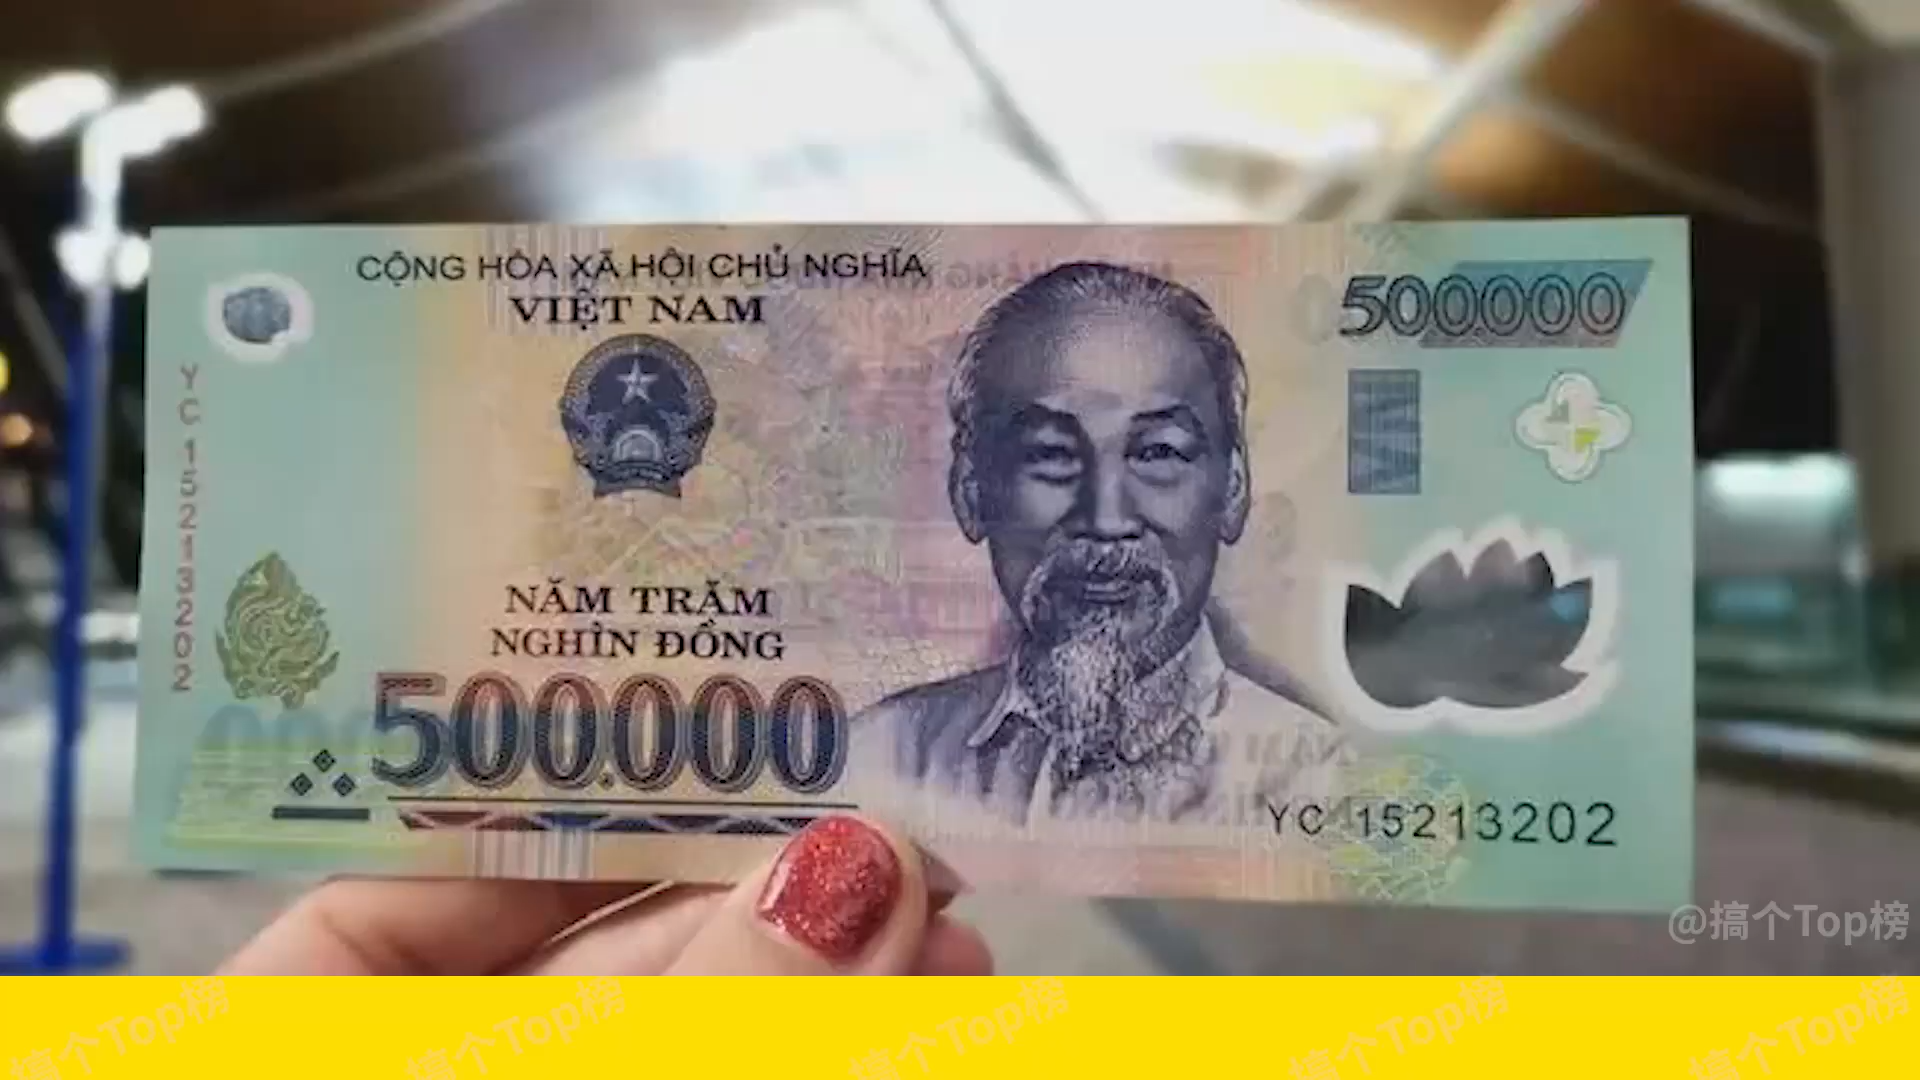 CỘNG HÒA XÃ HỘI CHỦ NGHĨA
VIỆT NAM
500000
YC 15213202
NĂM TRĂM
NGHÌN ĐỒNG
500.000
YC 15213202
@搞个Top榜
搞个Top榜
搞个Top榜
搞个Top榜
搞个Top榜
搞个Top榜